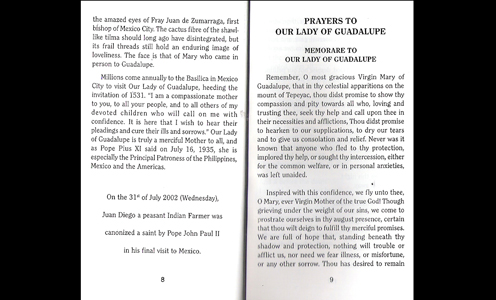 the amazed eyes of Pray Juan de Zumarraga, first
bishop of Mexico City. The cactus fibre of the shawl-
like tilma should long ago have disintegrated, but
its frail threads still hold an enduring image of
loveliness. The face is that of Mary who came in
person to Guadalupe.
Millions come annually to the Basilica in Mexico
City to visit Our Lady of Guadalupe, heeding the
invitation of 1531. "I am a compassionate mother
to you, to all your people, and to all others of my
devoted children who will call on me with
confidence. It is here that I wish to hear their
pleadings and cure their ills and sorrows." Our Lady
of Guadalupe is truly a merciful Mother to all, and
as Pope Pius XI said on July 16, 1935, she is
especially the Principal Patroness of the Philippines,
Mexico and the Americas.
On the 31st of July 2002 (Wednesday),
Juan Diego a peasant Indian Farmer was
canonized a saint by Pope John Paul II
in his final visit to Mexico.
8
PRAYERS TO
OUR LADY OF GUADALUPE
MEMORARE TO
OUR LADY OF GUADALUPE
Remember, O most gracious Virgin Mary of
Guadalupe, that in thy celestial apparitions on the
mount of Tepeyac, thou didst promise to show thy
compassion and pity towards all who, loving and
trusting thee, seek thy help and call upon thee in
their necessities and afflictions, Thou didst promise
to hearken to our supplications, to dry our tears
and to give us consolation and relief. Never was it
known that anyone who fled to thy protection,
implored thy help, or sought thy intercession, either
for the common welfare, or in personal anxieties,
was left unaided.
Inspired with this confidence, we fly unto thee,
O Mary, ever Virgin Mother of the true God! Though
grieving under the weight of our sins, we come to
prostrate ourselves in thy august presence, certain
that thou wilt deign to fulfill thy merciful promises.
We are full of hope that, standing beneath thy
shadow and protection, nothing will trouble or
afflict us, nor need we fear illness, or misfortune,
or any other sorrow. Thou has desired to remain
9